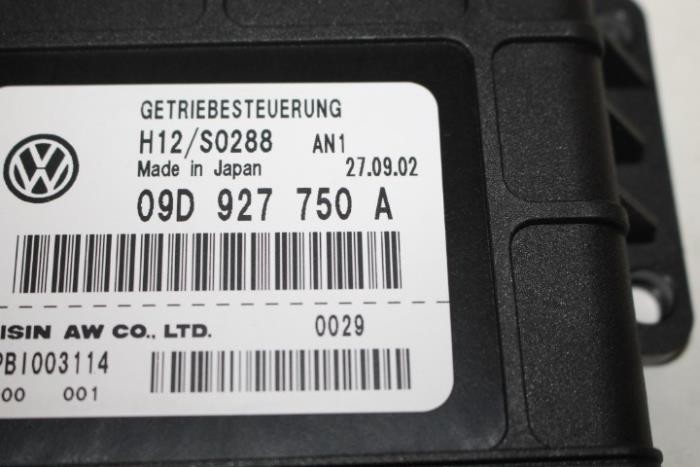 GETRIEBESTEUERUNG
H12/S0288 AN1
Made in Japan 27.09.02
09D 927 750 A
ISIN AW CO., LTD. 0029
PBI003114
00 001